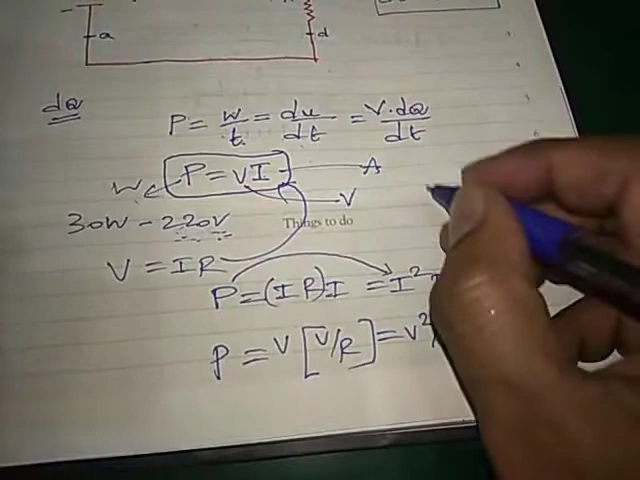 - a d
dQ
P = W/t = du/dt = V·dQ/dt
W P = VI A
V
30W - 220V Things to do
V = IR
P = (IR)I = I²
P = V [V/R] = V²/